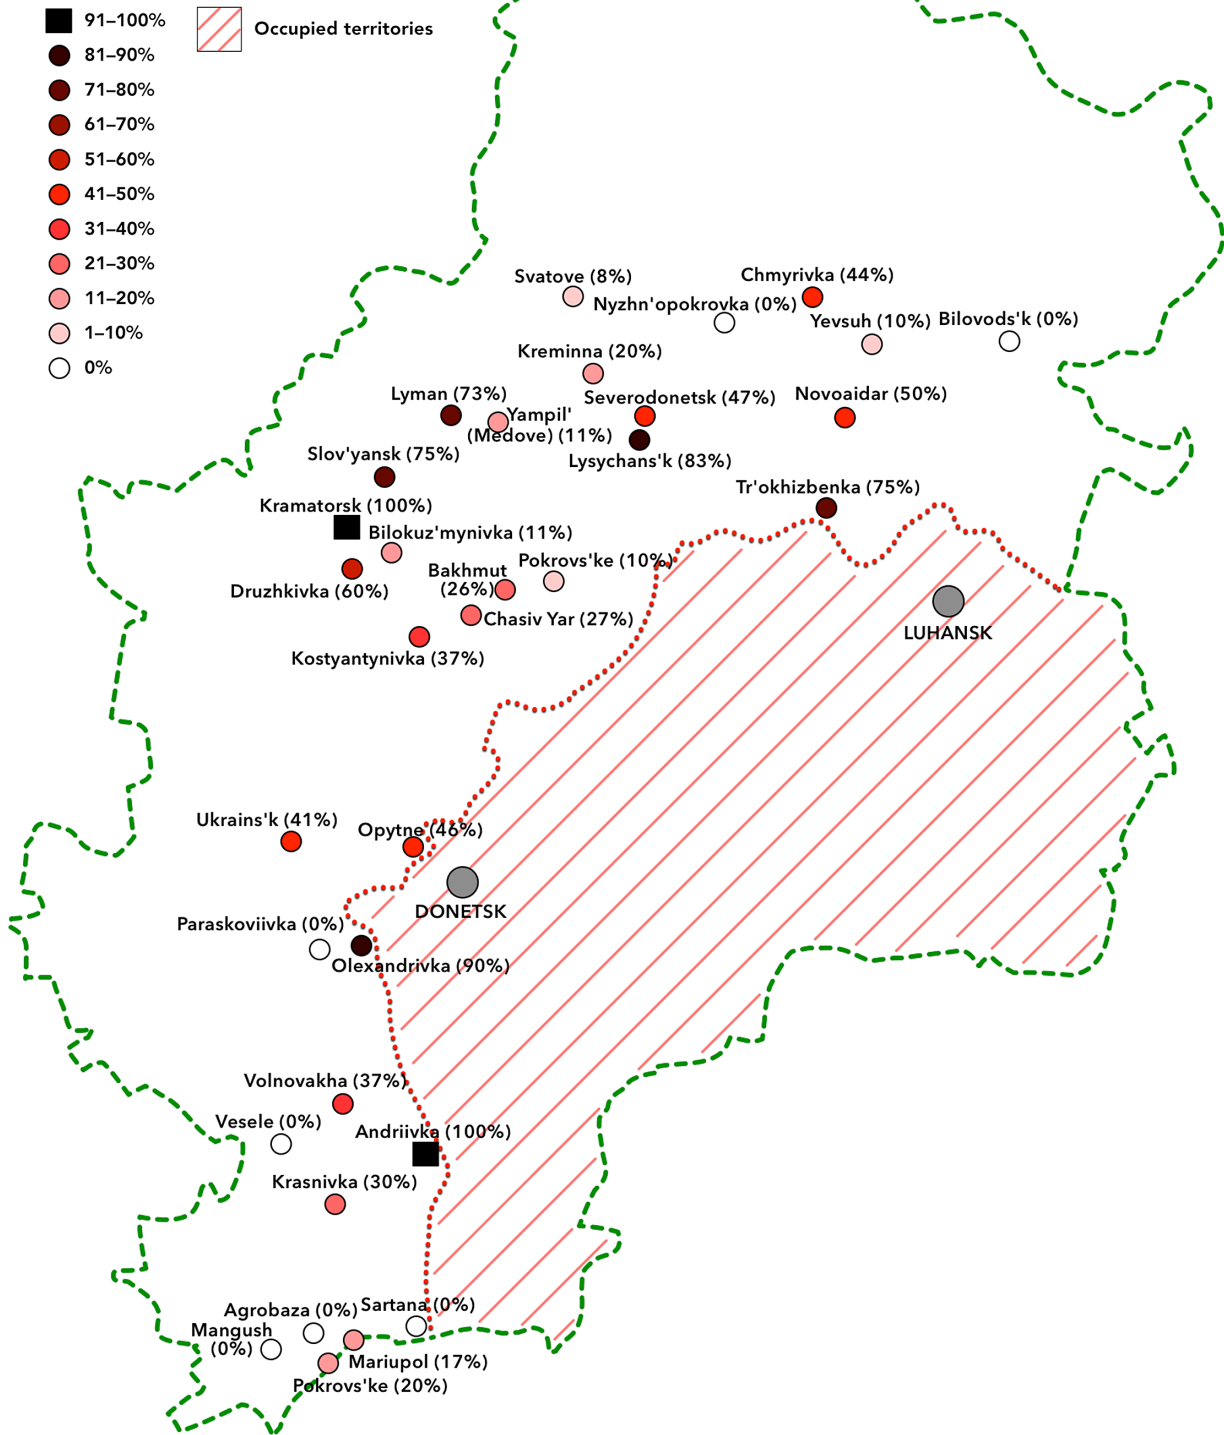 91–100%
Occupied territories
81–90%
71–80%
61–70%
51–60%
41–50%
31–40%
21–30%
11–20%
1–10%
0%
Svatove (8%)
Chmyrivka (44%)
Nyzhn'opokrovka (0%)
Yevsuh (10%)
Bilovods'k (0%)
Kreminna (20%)
Lyman (73%)
Severodonetsk (47%)
Novoaidar (50%)
Yampil'
(Medove) (11%)
Slov'yansk (75%)
Lysychans'k (83%)
Tr'okhizbenka (75%)
Kramatorsk (100%)
Bilokuz'mynivka (11%)
Pokrovs'ke (10%)
Bakhmut
(26%)
Druzhkivka (60%)
Chasiv Yar (27%)
LUHANSK
Kostyantynivka (37%)
Ukrains'k (41%)
Opytne (46%)
DONETSK
Paraskoviivka (0%)
Olexandrivka (90%)
Volnovakha (37%)
Vesele (0%)
Andriivka (100%)
Krasnivka (30%)
Agrobaza (0%)
Sartana (0%)
Mangush
(0%)
Mariupol (17%)
Pokrovs'ke (20%)